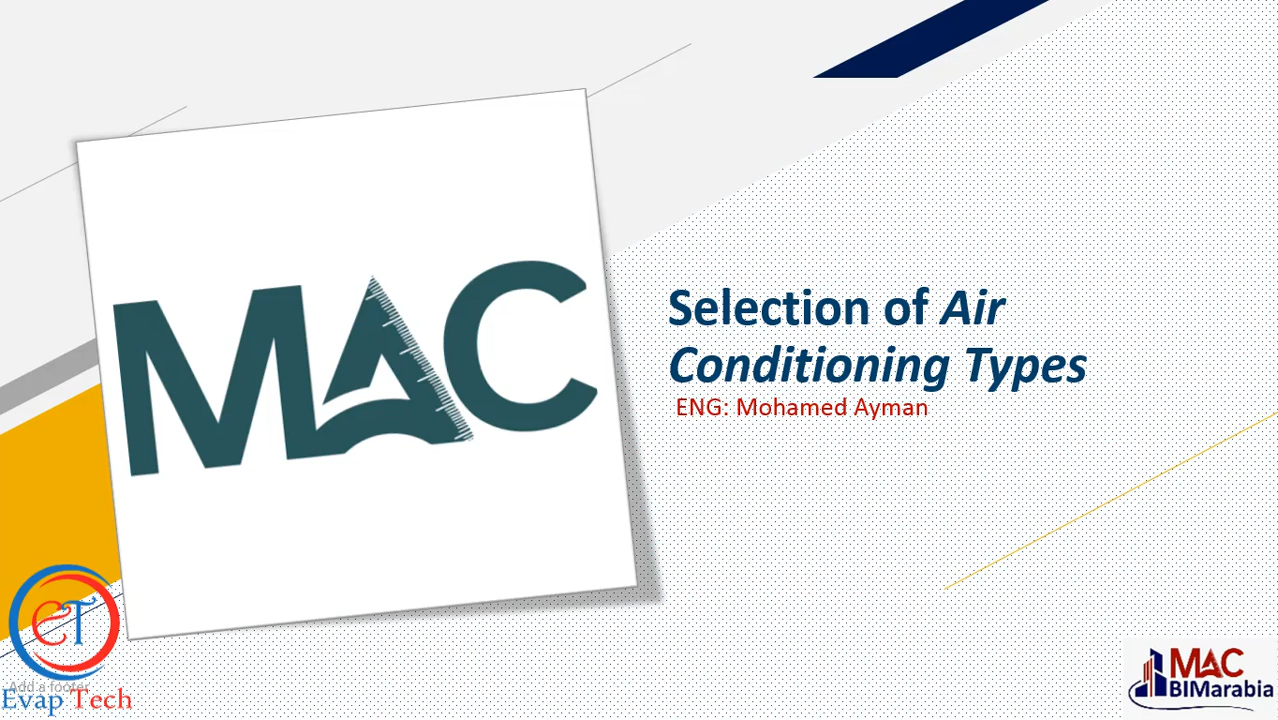 MAC
Selection of Air
Conditioning Types
ENG: Mohamed Ayman
ET
Add a footer
Evap Tech
MAC
BIMarabia